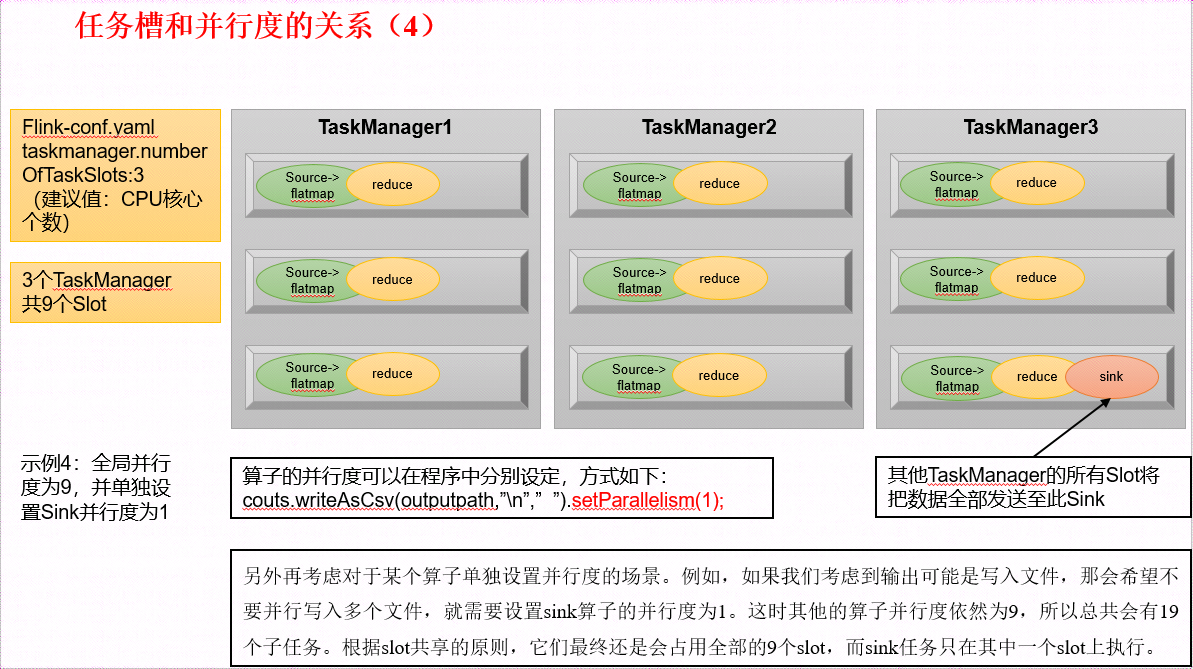 任务槽和并行度的关系（4）
Flink-conf.yaml
taskmanager.number
OfTaskSlots:3
（建议值：CPU核心
个数）
3个TaskManager
共9个Slot
TaskManager1
Source->
flatmap
reduce
Source->
flatmap
reduce
Source->
flatmap
reduce
TaskManager2
Source->
flatmap
reduce
Source->
flatmap
reduce
Source->
flatmap
reduce
TaskManager3
Source->
flatmap
reduce
Source->
flatmap
reduce
Source->
flatmap
reduce
sink
示例4：全局并行
度为9，并单独设
置Sink并行度为1
算子的并行度可以在程序中分别设定，方式如下：
couts.writeAsCsv(outputpath,”\n”,” ”).setParallelism(1);
其他TaskManager的所有Slot将
把数据全部发送至此Sink
另外再考虑对于某个算子单独设置并行度的场景。例如，如果我们考虑到输出可能是写入文件，那会希望不
要并行写入多个文件，就需要设置sink算子的并行度为1。这时其他的算子并行度依然为9，所以总共会有19
个子任务。根据slot共享的原则，它们最终还是会占用全部的9个slot，而sink任务只在其中一个slot上执行。